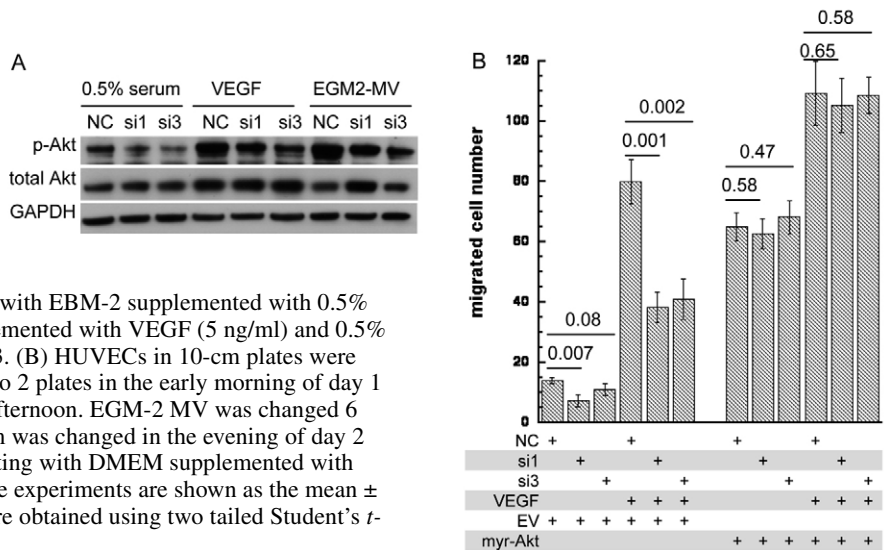 A
0.5% serum VEGF EGM2-MV
NC si1 si3 NC si1 si3 NC si1 si3
p-Akt
total Akt
GAPDH
with EBM-2 supplemented with 0.5%
emented with VEGF (5 ng/ml) and 0.5%
3. (B) HUVECs in 10-cm plates were
o 2 plates in the early morning of day 1
fternoon. EGM-2 MV was changed 6
n was changed in the evening of day 2
ting with DMEM supplemented with
e experiments are shown as the mean ±
re obtained using two tailed Student's t-
B
migrated cell number
120
100
80
60
40
20
0
0.007
0.08
0.001
0.002
0.58
0.47
0.65
0.58
NC + + + +
si1 + + + +
si3 + + + +
VEGF + + + + + +
EV + + + + + +
myr-Akt + + + + + +